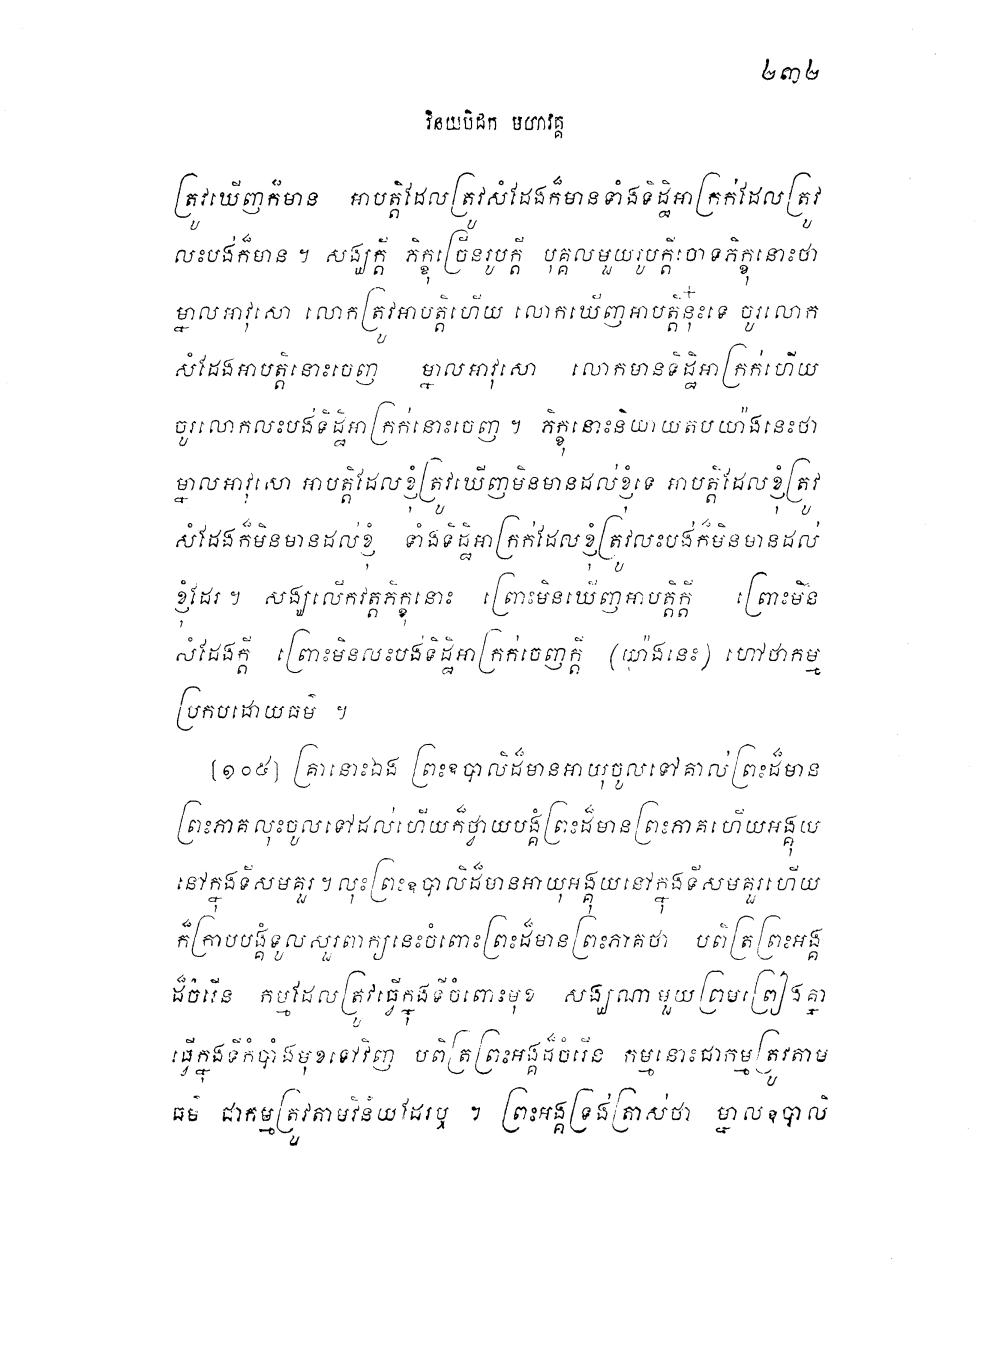 ២៣២
វិនយបិដក មហាវគ្គ
ត្រូវឃើញក៏មាន អាបត្តិដែលត្រូវសំដែងក៏មានទាំងទិដ្ឋិអាក្រក់ដែលត្រូវ
លះបង់ក៏មាន ។ សង្ឃក្តី ភិក្ខុច្រើនរូបក្តី បុគ្គលមួយរូបក្តីចោទភិក្ខុនោះថា
ម្នាលអាវុសោ លោកត្រូវអាបត្តិហើយ លោកឃើញអាបត្តិនុ៎ះទេ ចូរលោក
សំដែងអាបត្តិនោះចេញ ម្នាលអាវុសោ លោកមានទិដ្ឋិអាក្រក់ហើយ
ចូរលោកលះបង់ទិដ្ឋិអាក្រក់នោះចេញ ។ ភិក្ខុនោះនិយាយតបយ៉ាងនេះថា
ម្នាលអាវុសោ អាបត្តិដែលខ្ញុំត្រូវឃើញមិនមានដល់ខ្ញុំទេ អាបត្តិដែលខ្ញុំត្រូវ
សំដែងក៏មិនមានដល់ខ្ញុំ ទាំងទិដ្ឋិអាក្រក់ដែលខ្ញុំត្រូវលះបង់ក៏មិនមានដល់
ខ្ញុំដែរ ។ សង្ឃលើកវត្តភិក្ខុនោះ ព្រោះមិនឃើញអាបត្តិក្តី ព្រោះមិន
សំដែងក្តី ព្រោះមិនលះបង់ទិដ្ឋិអាក្រក់ចេញក្តី (យ៉ាងនេះ) ហៅថាកម្ម
ប្រកបដោយធម៌ ។
[១០៥] គ្រានោះឯង ព្រះឧបាលិដ៏មានអាយុចូលទៅគាល់ព្រះដ៏មាន
ព្រះភាគលុះចូលទៅដល់ហើយក៏ថ្វាយបង្គំព្រះដ៏មានព្រះភាគហើយអង្គុយ
នៅក្នុងទីសមគួរ ។ លុះព្រះឧបាលិដ៏មានអាយុអង្គុយនៅក្នុងទីសមគួរហើយ
ក៏ក្រាបបង្គំទូលសួរពាក្យនេះចំពោះព្រះដ៏មានព្រះភាគថា បពិត្រព្រះអង្គ
ដ៏ចំរើន កម្មដែលត្រូវធ្វើក្នុងទីចំពោះមុខ សង្ឃណាមួយព្រមព្រៀងគ្នា
ធ្វើក្នុងទីកំបាំងមុខទៅវិញ បពិត្រព្រះអង្គដ៏ចំរើន កម្មនោះជាកម្មត្រូវតាម
ធម៌ ជាកម្មត្រូវតាមវិន័យដែរឬ ។ ព្រះអង្គទ្រង់ត្រាស់ថា ម្នាលឧបាលិ